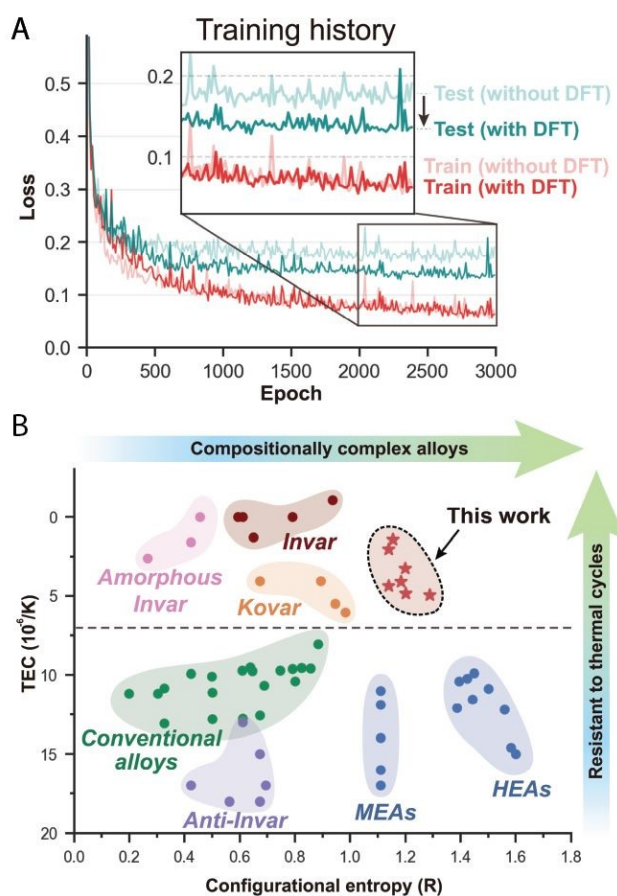 A
Training history
0.5
0.4
0.3
0.2
0.1
0.0
Loss
0.2
0.1
Test (without DFT)
Test (with DFT)
Train (without DFT)
Train (with DFT)
0
500
1000
1500
2000
2500
3000
Epoch
B
Compositionally complex alloys
Resistant to thermal cycles
TEC (10⁻⁶/K)
0
5
10
15
20
This work
Invar
Amorphous
Invar
Kovar
Conventional
alloys
Anti-Invar
MEAs
HEAs
0.0
0.2
0.4
0.6
0.8
1.0
1.2
1.4
1.6
1.8
Configurational entropy (R)